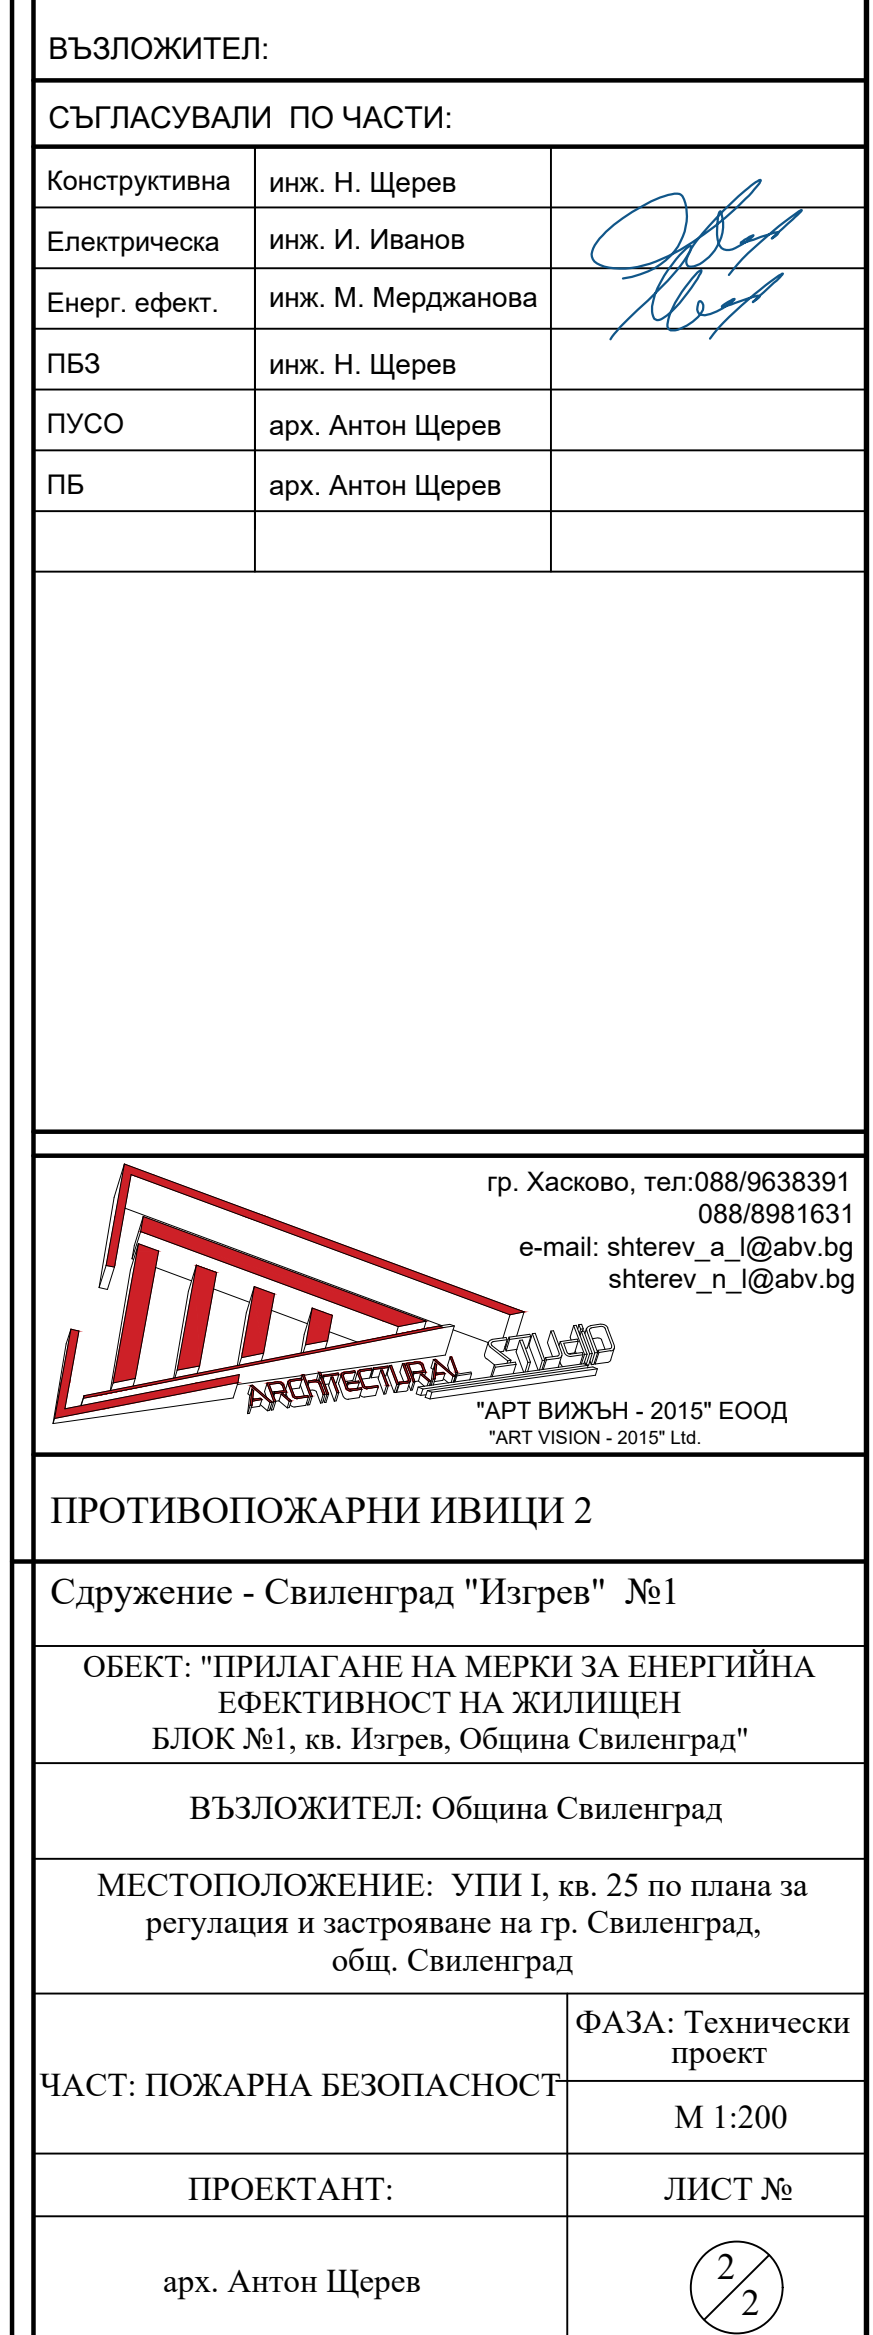 ВЪЗЛОЖИТЕЛ:
СЪГЛАСУВАЛИ ПО ЧАСТИ:
Конструктивна инж. Н. Щерев
Електрическа инж. И. Иванов
Енерг. ефект. инж. М. Мерджанова
ПБЗ инж. Н. Щерев
ПУСО арх. Антон Щерев
ПБ арх. Антон Щерев
гр. Хасково, тел:088/9638391
088/8981631
e-mail: shterev_a_l@abv.bg
shterev_n_l@abv.bg
ARCHITECTURAL STUDIO
"АРТ ВИЖЪН - 2015" ЕООД
"ART VISION - 2015" Ltd.
ПРОТИВОПОЖАРНИ ИВИЦИ 2
Сдружение - Свиленград "Изгрев" №1
ОБЕКТ: "ПРИЛАГАНЕ НА МЕРКИ ЗА ЕНЕРГИЙНА
ЕФЕКТИВНОСТ НА ЖИЛИЩЕН
БЛОК №1, кв. Изгрев, Община Свиленград"
ВЪЗЛОЖИТЕЛ: Община Свиленград
МЕСТОПОЛОЖЕНИЕ: УПИ I, кв. 25 по плана за
регулация и застрояване на гр. Свиленград,
общ. Свиленград
ЧАСТ: ПОЖАРНА БЕЗОПАСНОСТ
ФАЗА: Технически
проект
М 1:200
ПРОЕКТАНТ:
ЛИСТ №
арх. Антон Щерев
2/2